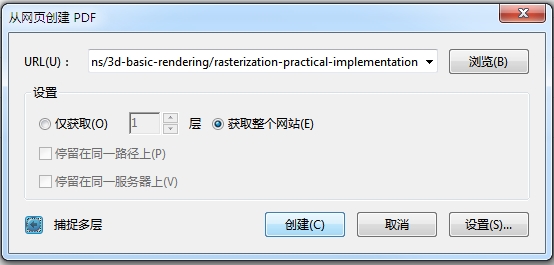 从网页创建 PDF
URL(U)： ns/3d-basic-rendering/rasterization-practical-implementation 浏览(B)
设置
仅获取(O) 1 层 获取整个网站(E)
停留在同一路径上(P)
停留在同一服务器上(V)
捕捉多层 创建(C) 取消 设置(S)...